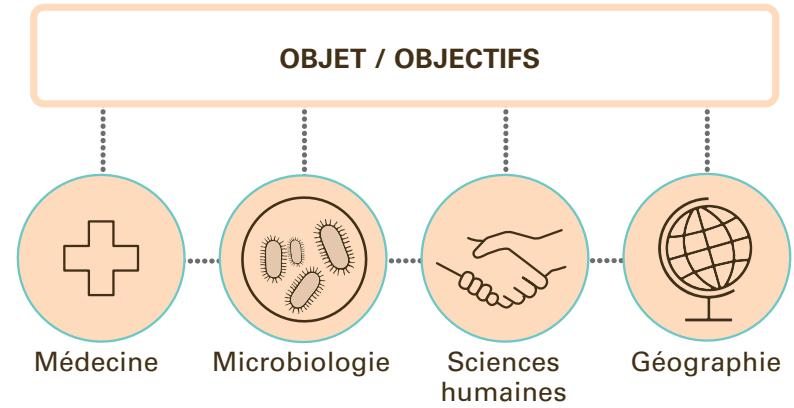 OBJET / OBJECTIFS
Médecine
Microbiologie
Sciences
humaines
Géographie